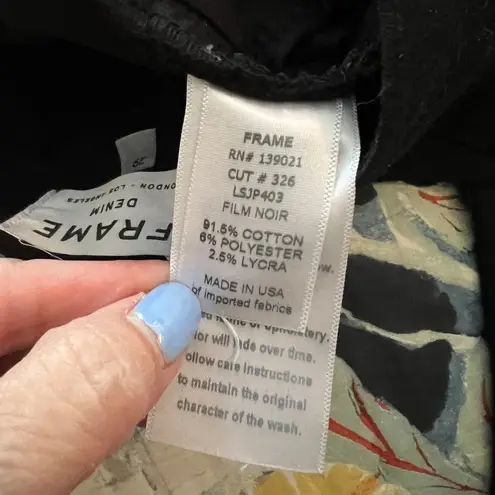 FRAME
RN# 139021
CUT # 326
LSJP403
FILM NOIR
91.5% COTTON
6% POLYESTER
2.5% LYCRA
MADE IN USA
of imported fabrics
ow.
upholstery.
will fade over time.
follow care instructions
to maintain the original
character of the wash.
29
FRAME
DENIM
LONDON - LOS ANGELES